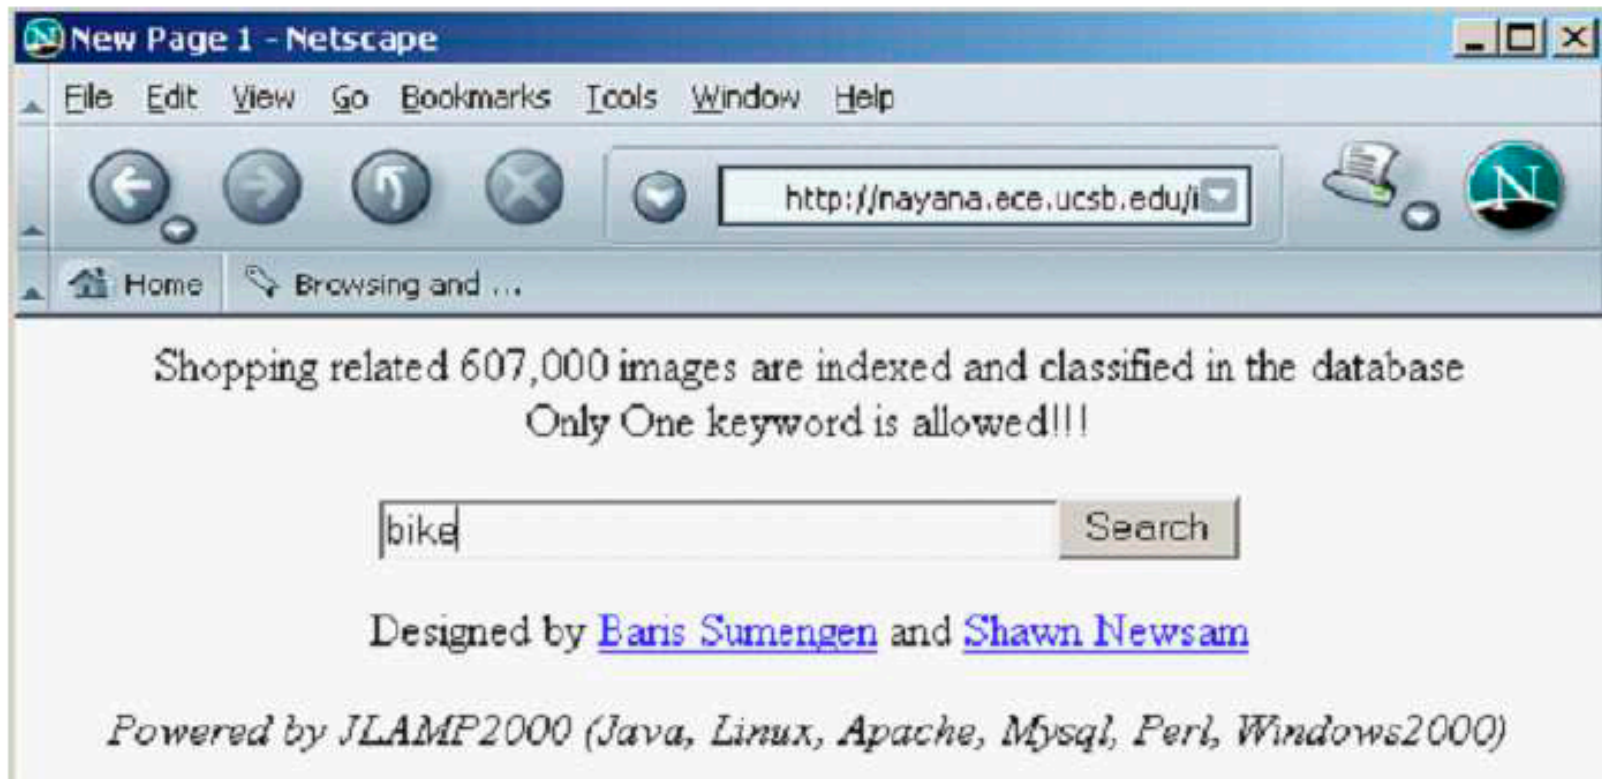 New Page 1 - Netscape
File Edit View Go Bookmarks Tools Window Help
http://nayana.ece.ucsb.edu/i
N
Home Browsing and ...
Shopping related 607,000 images are indexed and classified in the database
Only One keyword is allowed!!!
bike Search
Designed by Baris Sumengen and Shawn Newsam
Powered by JLAMP2000 (Java, Linux, Apache, Mysql, Perl, Windows2000)